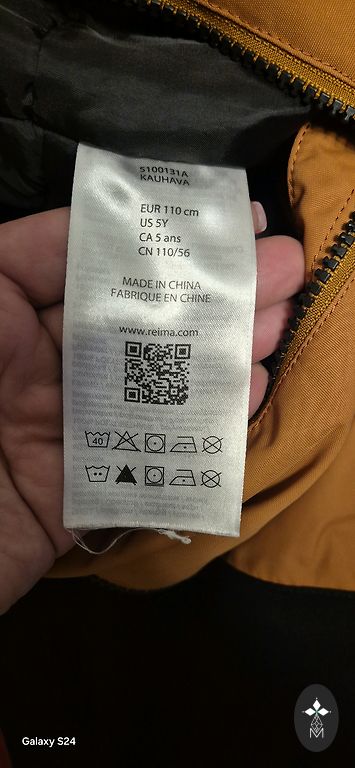 5100131A
KAUHAVA
EUR 110 cm
US 5Y
CA 5 ans
CN 110/56
MADE IN CHINA
FABRIQUE EN CHINE
www.reima.com
40
Galaxy S24
M